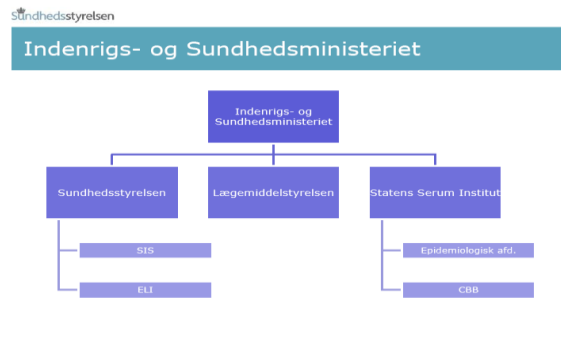 Sundhedsstyrelsen
Indenrigs- og Sundhedsministeriet
Indenrigs- og
Sundhedsministeriet
Sundhedsstyrelsen
Lægemiddelstyrelsen
Statens Serum Institut
SIS
Epidemiologisk afd.
ELI
CBB